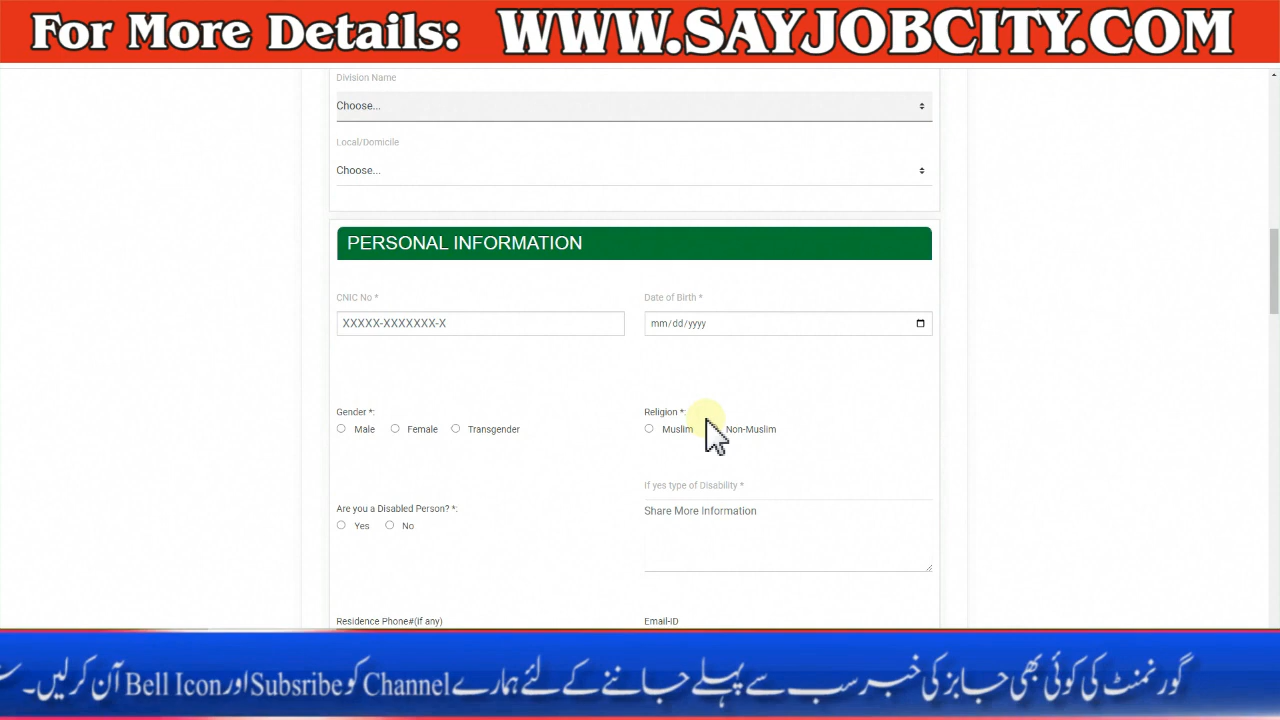 For More Details: WWW.SAYJOBCITY.COM
Division Name
Choose...
Local/Domicile
Choose...
PERSONAL INFORMATION
CNIC No * Date of Birth *
XXXXX-XXXXXXX-X mm/dd/yyyy
Gender *: Religion *:
Male Female Transgender Muslim Non-Muslim
If yes type of Disability *
Are you a Disabled Person? *: Share More Information
Yes No
Residence Phone#(if any) Email-ID
گورنمنٹ کی کوئی بھی جابز کی خبر سب سے پہلے جاننے کے لئے ہمارے Channel کو Subsribe اور Bell Icon آن کرلیں۔